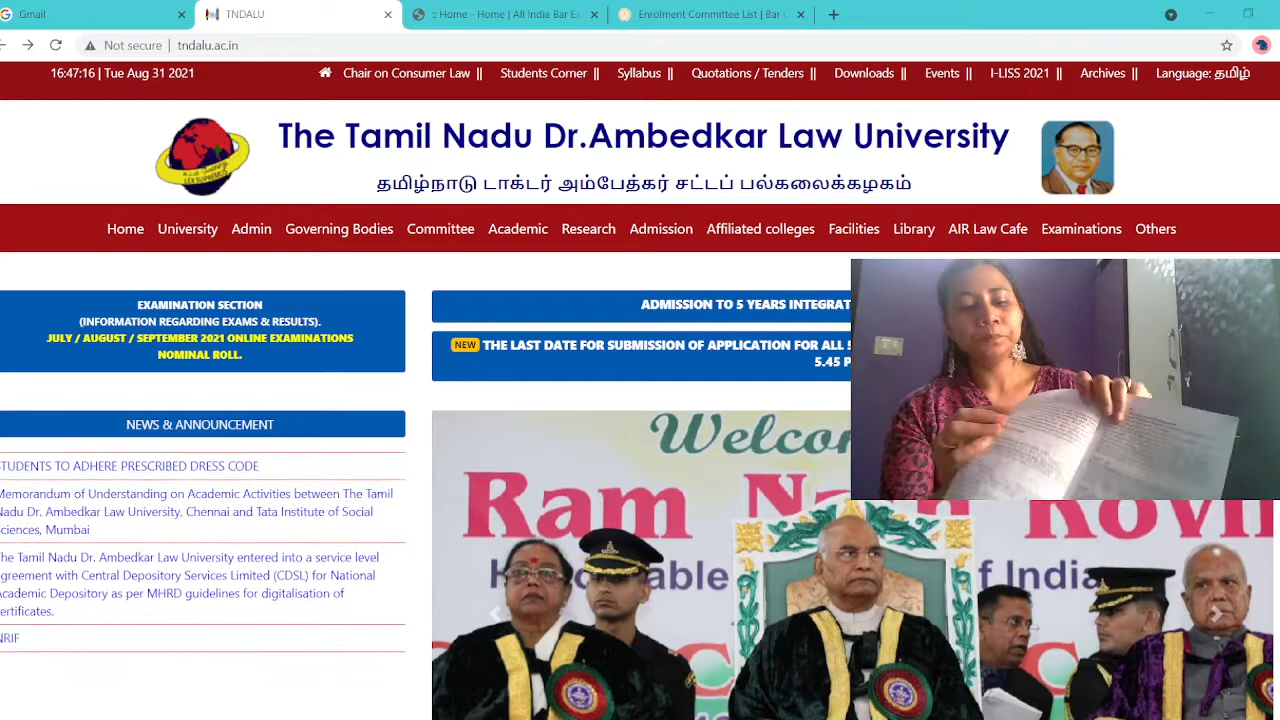 Gmail
TNDALU
:: Home - Home | All India Bar Ex
Enrolment Committee List | Bar
Not secure | tndalu.ac.in
16:47:16 | Tue Aug 31 2021
Chair on Consumer Law || Students Corner || Syllabus || Quotations / Tenders || Downloads || Events || I-LISS 2021 || Archives || Language: தமிழ்
The Tamil Nadu Dr.Ambedkar Law University
தமிழ்நாடு டாக்டர் அம்பேத்கர் சட்டப் பல்கலைக்கழகம்
Home University Admin Governing Bodies Committee Academic Research Admission Affiliated colleges Facilities Library AIR Law Cafe Examinations Others
EXAMINATION SECTION
(INFORMATION REGARDING EXAMS & RESULTS).
JULY / AUGUST / SEPTEMBER 2021 ONLINE EXAMINATIONS
NOMINAL ROLL.
ADMISSION TO 5 YEARS INTEGRAT
NEW THE LAST DATE FOR SUBMISSION OF APPLICATION FOR ALL
5.45 P
NEWS & ANNOUNCEMENT
TUDENTS TO ADHERE PRESCRIBED DRESS CODE
Memorandum of Understanding on Academic Activities between The Tamil
Nadu Dr. Ambedkar Law University, Chennai and Tata Institute of Social
ciences, Mumbai
he Tamil Nadu Dr. Ambedkar Law University entered into a service level
greement with Central Depository Services Limited (CDSL) for National
Academic Depository as per MHRD guidelines for digitalisation of
ertificates.
NRIF
Welco
Ram Na
Kovin
of India